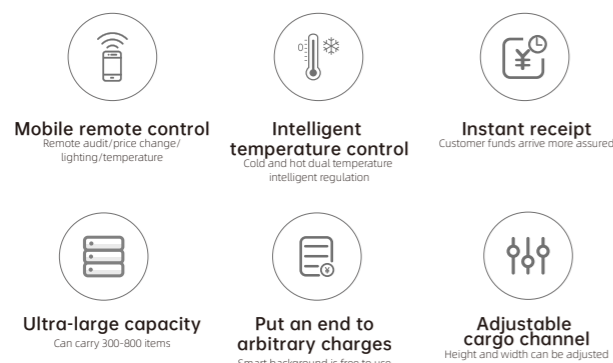 Mobile remote control
Remote audit/price change/
lighting/temperature
Intelligent
temperature control
Cold and hot dual temperature
intelligent regulation
Instant receipt
Customer funds arrive more assured
Ultra-large capacity
Can carry 300-800 items
Put an end to
arbitrary charges
Smart background is free to use
Adjustable
cargo channel
Height and width can be adjusted
0
¥
¥